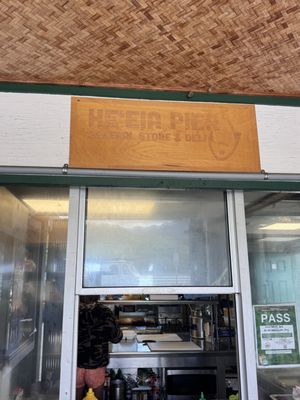 HE'EIA PIER
GENERAL STORE & DELI
PASS